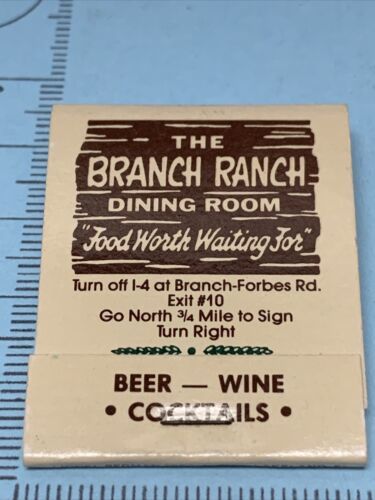 THE
BRANCH RANCH
DINING ROOM
"Food Worth Waiting For"
Turn off I-4 at Branch-Forbes Rd.
Exit #10
Go North ¾ Mile to Sign
Turn Right
BEER — WINE
• COCKTAILS •